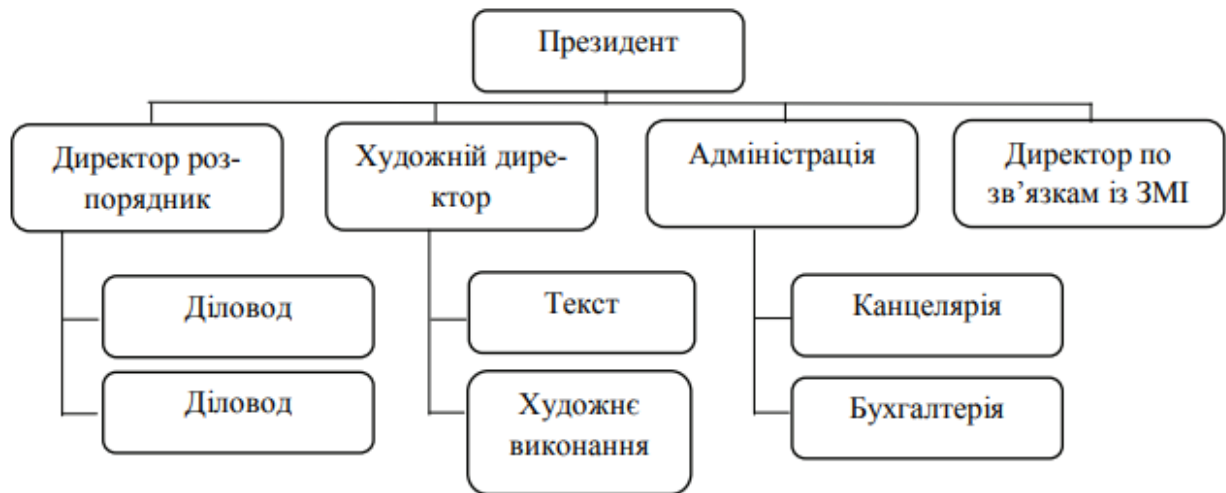 Президент
Директор роз-
порядник
Художній дире-
ктор
Адміністрація
Директор по
зв’язкам із ЗМІ
Діловод
Текст
Канцелярія
Діловод
Художнє
виконання
Бухгалтерія